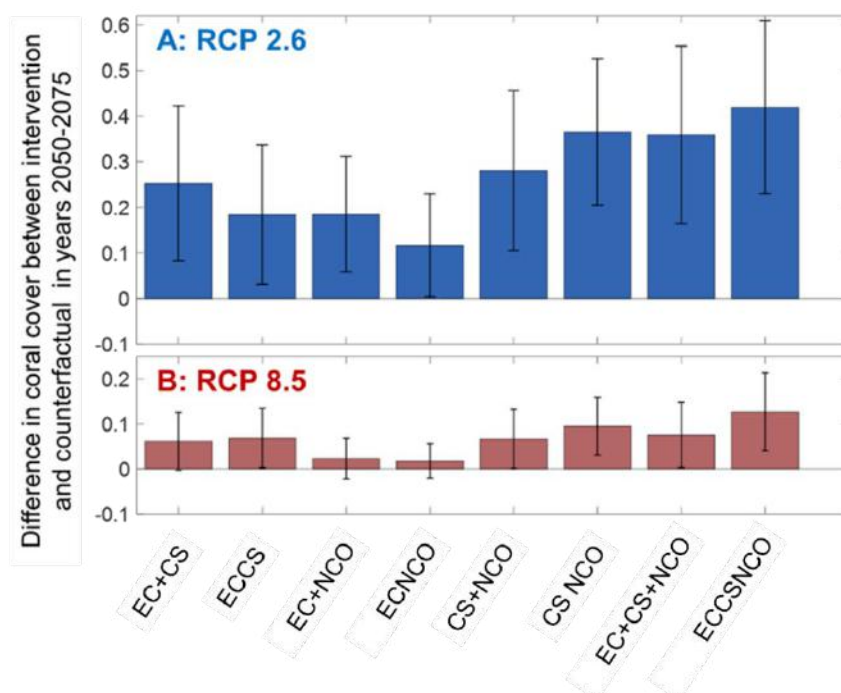 Difference in coral cover between intervention
and counterfactual in years 2050-2075
A: RCP 2.6
0.6
0.5
0.4
0.3
0.2
0.1
0
-0.1
B: RCP 8.5
0.2
0.1
0
-0.1
EC+CS
ECCS
EC+NCO
ECNCO
CS+NCO
CS NCO
EC+CS+NCO
ECCSNCO